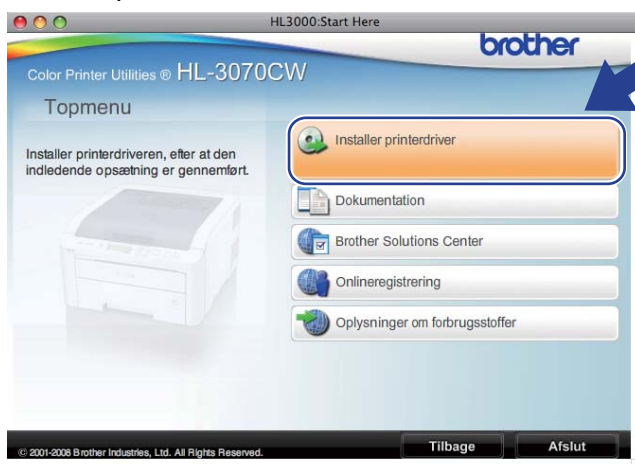 HL3000:Start Here
brother
Color Printer Utilities ® HL-3070CW
Topmenu
Installer printerdriveren, efter at den
indledende opsætning er gennemført.
Installer printerdriver
Dokumentation
Brother Solutions Center
Onlineregistrering
Oplysninger om forbrugsstoffer
© 2001-2008 Brother Industries, Ltd. All Rights Reserved.
Tilbage
Afslut